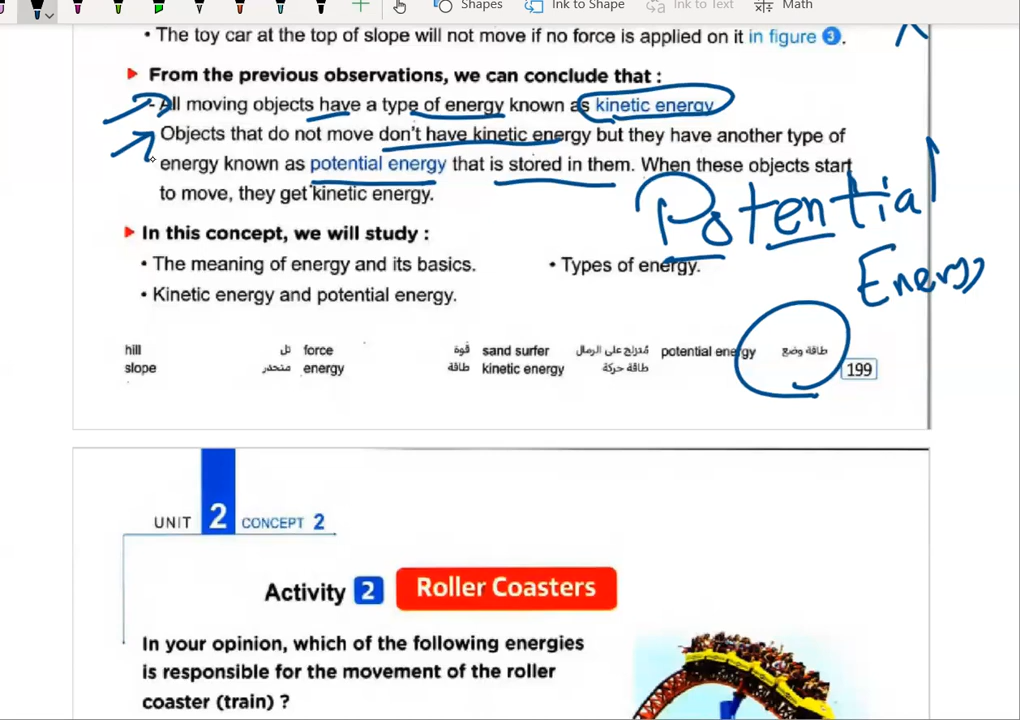 Shapes Ink to Shape Ink to Text Math
• The toy car at the top of slope will not move if no force is applied on it in figure 3.
From the previous observations, we can conclude that :
- All moving objects have a type of energy known as kinetic energy
Objects that do not move don't have kinetic energy but they have another type of
energy known as potential energy that is stored in them. When these objects start
to move, they get kinetic energy.
Potential
Energy
In this concept, we will study :
• The meaning of energy and its basics. • Types of energy.
• Kinetic energy and potential energy.
hill تل force قوة sand surfer مُتزلج على الرمال potential energy طاقة وضع
slope منحدر energy طاقة kinetic energy طاقة حركة 199
UNIT 2 CONCEPT 2
Activity 2 Roller Coasters
In your opinion, which of the following energies
is responsible for the movement of the roller
coaster (train) ?